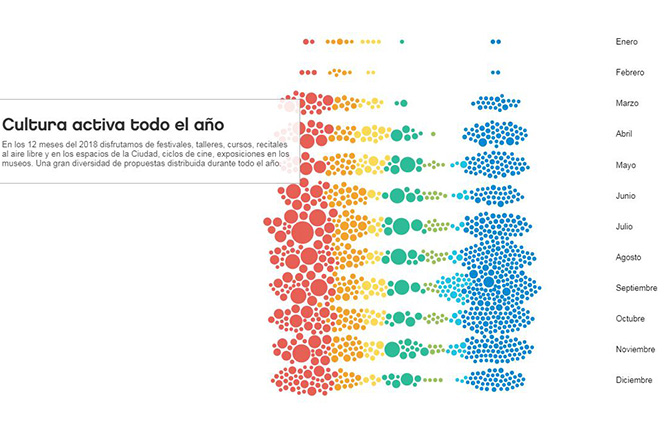 Enero
Febrero
Marzo
Cultura activa todo el año
Abril
En los 12 meses del 2018 disfrutamos de festivales, talleres, cursos, recitales
al aire libre y en los espacios de la Ciudad, ciclos de cine, exposiciones en los
museos. Una gran diversidad de propuestas distribuida durante todo el año.
Mayo
Junio
Julio
Agosto
Septiembre
Octubre
Noviembre
Diciembre